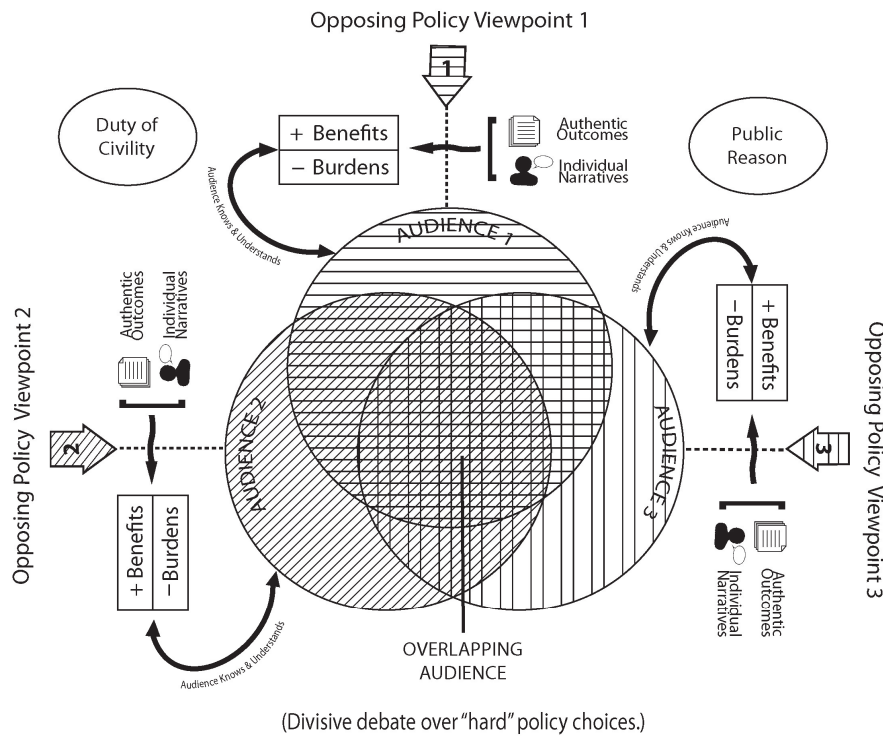 Opposing Policy Viewpoint 1
1
Duty of
Civility
+ Benefits
− Burdens
Authentic
Outcomes
Individual
Narratives
Public
Reason
Audience Knows & Understands
AUDIENCE 1
Audience Knows & Understands
+ Benefits
− Burdens
Opposing Policy Viewpoint 2
2
Authentic
Outcomes
Individual
Narratives
AUDIENCE 2
+ Benefits
− Burdens
Audience Knows & Understands
AUDIENCE 3
3
Opposing Policy Viewpoint 3
Individual
Narratives
Authentic
Outcomes
OVERLAPPING
AUDIENCE
(Divisive debate over “hard” policy choices.)